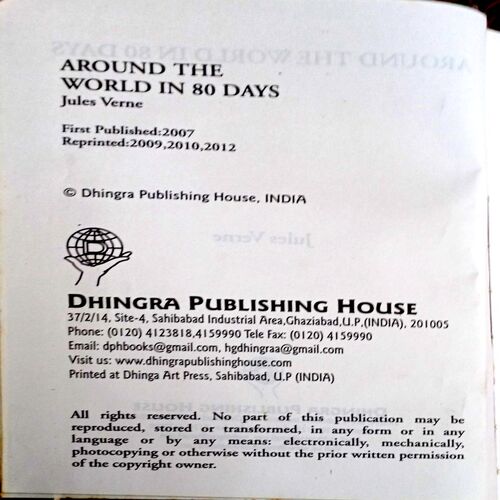 AROUND THE
WORLD IN 80 DAYS
Jules Verne
First Published:2007
Reprinted:2009,2010,2012
© Dhingra Publishing House, INDIA
D
DHINGRA PUBLISHING HOUSE
37/2/14, Site-4, Sahibabad Industrial Area,Ghaziabad,U.P,(INDIA), 201005
Phone: (0120) 4123818,4159990 Tele Fax: (0120) 4159990
Email: dphbooks@gmail.com, hgdhingraa@gmail.com
Visit us: www.dhingrapublishinghouse.com
Printed at Dhinga Art Press, Sahibabad, U.P (INDIA)
All rights reserved. No part of this publication may be
reproduced, stored or transformed, in any form or in any
language or by any means: electronically, mechanically,
photocopying or otherwise without the prior written permission
of the copyright owner.